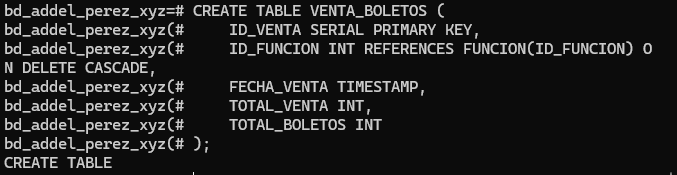 bd_addel_perez_xyz=# CREATE TABLE VENTA_BOLETOS (
bd_addel_perez_xyz(#     ID_VENTA SERIAL PRIMARY KEY,
bd_addel_perez_xyz(#     ID_FUNCION INT REFERENCES FUNCION(ID_FUNCION) O
N DELETE CASCADE,
bd_addel_perez_xyz(#     FECHA_VENTA TIMESTAMP,
bd_addel_perez_xyz(#     TOTAL_VENTA INT,
bd_addel_perez_xyz(#     TOTAL_BOLETOS INT
bd_addel_perez_xyz(# );
CREATE TABLE